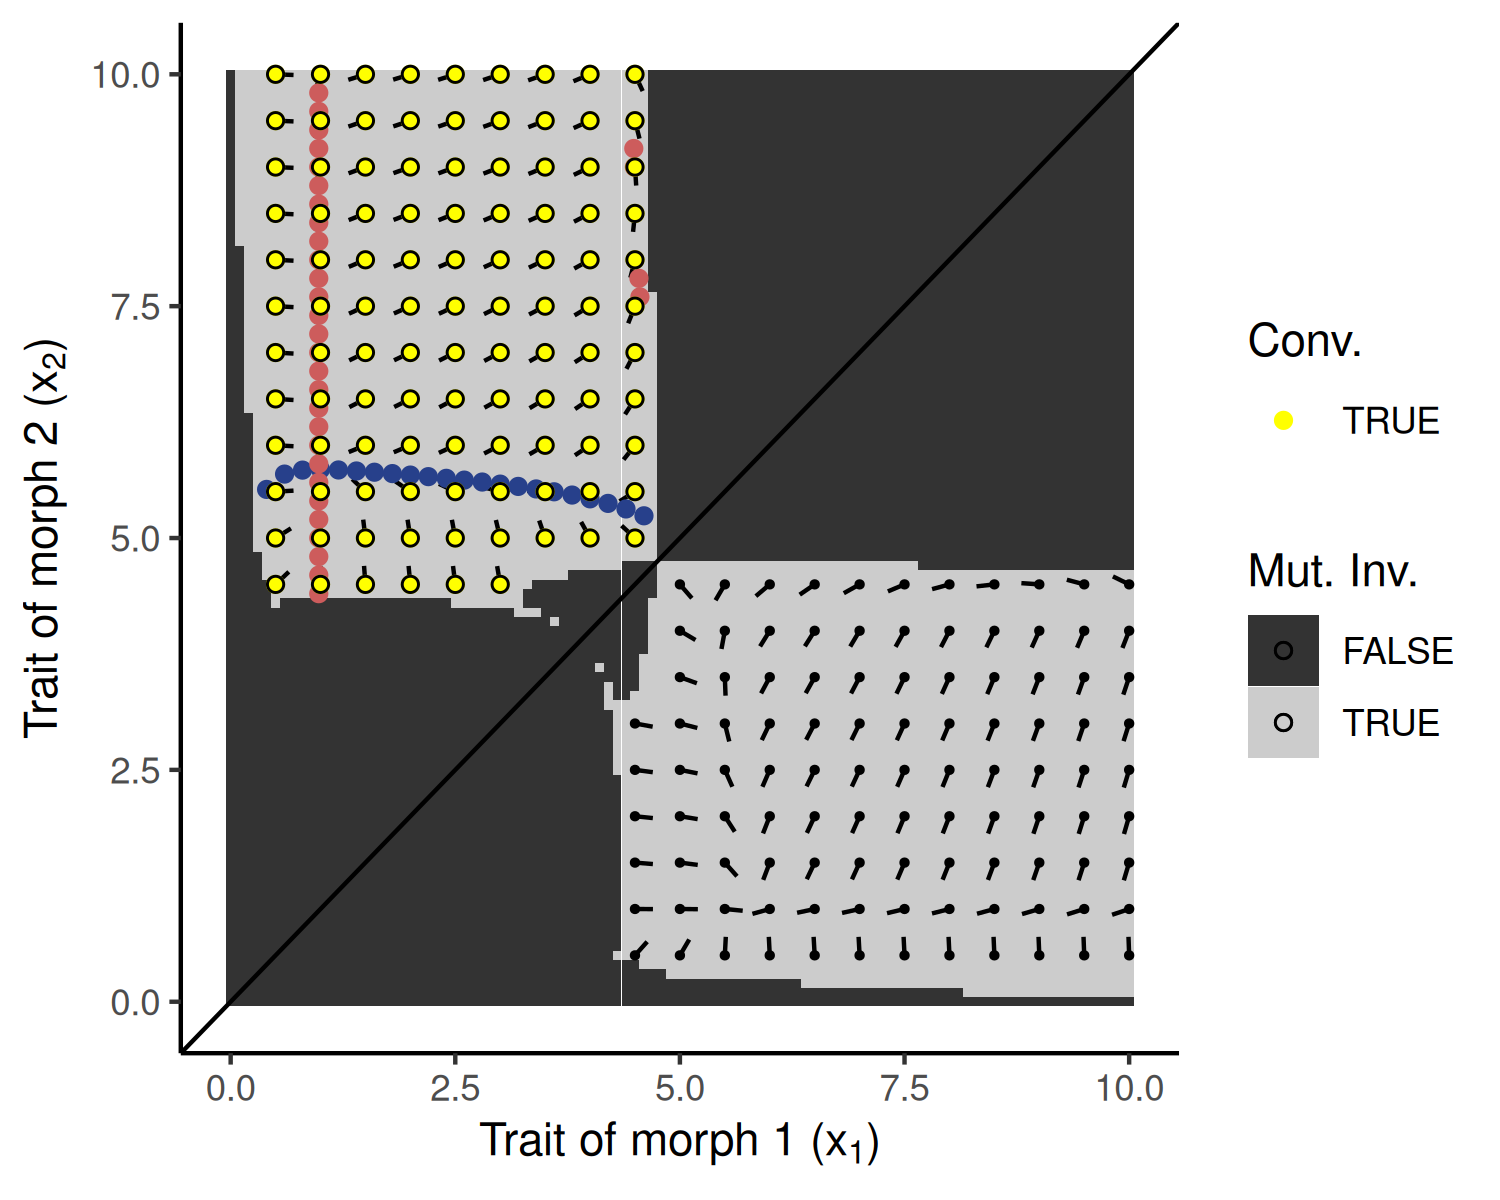 10.0
7.5
5.0
2.5
0.0
0.0 2.5 5.0 7.5 10.0
Trait of morph 2 (x₂)
Trait of morph 1 (x₁)
Conv.
TRUE
Mut. Inv.
FALSE
TRUE